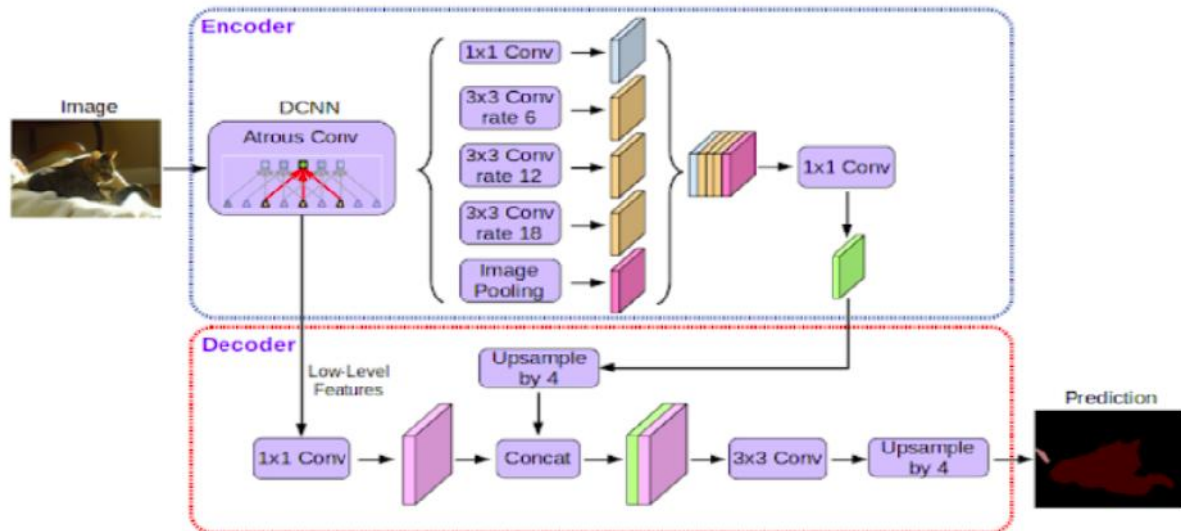 Encoder
Image
DCNN
Atrous Conv
1x1 Conv
3x3 Conv
rate 6
3x3 Conv
rate 12
3x3 Conv
rate 18
Image
Pooling
1x1 Conv
Decoder
Low-Level
Features
Upsample
by 4
1x1 Conv
Concat
3x3 Conv
Upsample
by 4
Prediction